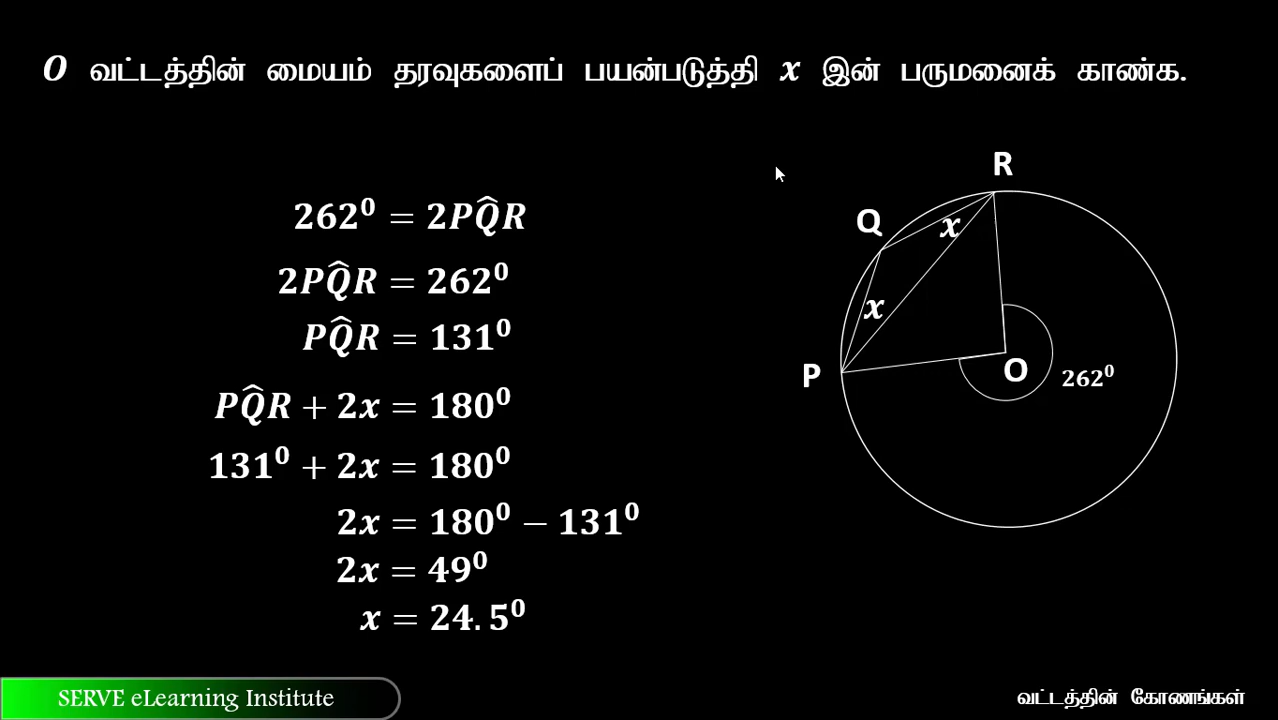 O வட்டத்தின் மையம் தரவுகளைப் பயன்படுத்தி x இன் பருமனைக் காண்க.
262⁰ = 2PQ̂R
2PQ̂R = 262⁰
PQ̂R = 131⁰
PQ̂R + 2x = 180⁰
131⁰ + 2x = 180⁰
2x = 180⁰ − 131⁰
2x = 49⁰
x = 24.5⁰
R
Q
x
x
P
O
262⁰
SERVE eLearning Institute
வட்டத்தின் கோணங்கள்